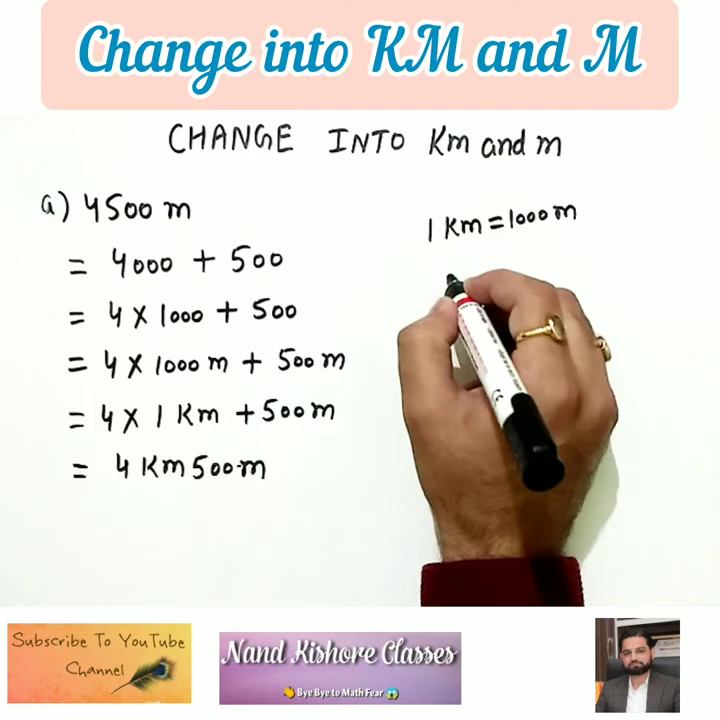 Change into KM and M
CHANGE INTO Km and m
a) 4500 m
1 Km = 1000 m
= 4000 + 500
= 4 X 1000 + 500
= 4 X 1000 m + 500 m
= 4 X 1 Km + 500 m
= 4 Km 500 m
Subscribe To YouTube
Channel
Nand Kishore Classes
👋 Bye Bye to Math Fear 😱